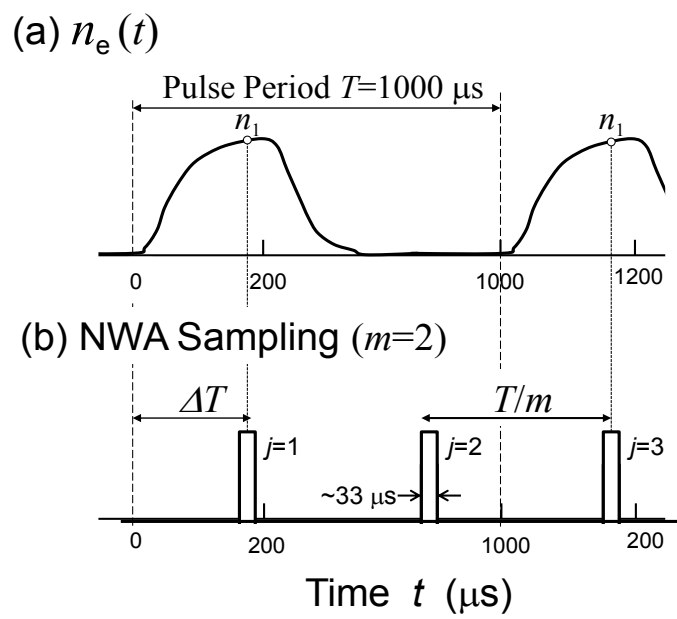 (a) nₑ(t)
Pulse Period T=1000 μs
n₁ n₁
0 200 1000 1200
(b) NWA Sampling (m=2)
ΔT T/m
j=1 j=2 j=3
~33 μs
0 200 1000 200
Time t (μs)